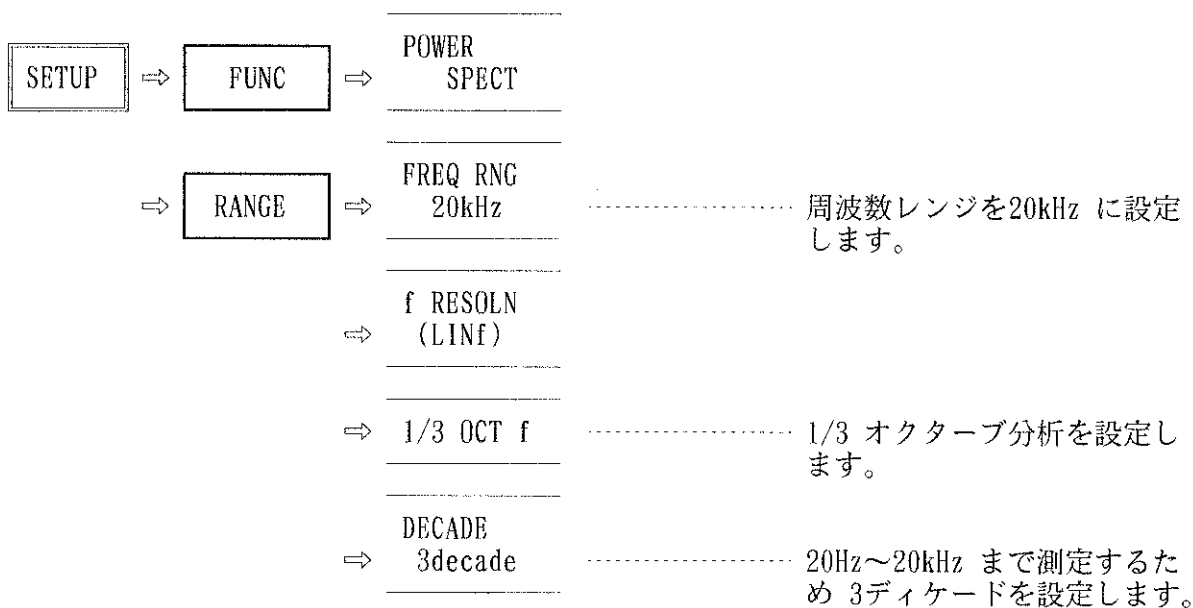 POWER
SPECT
SETUP ⇨ FUNC ⇨
FREQ RNG
20kHz
⇨ RANGE ⇨
周波数レンジを20kHz に設定
します。
f RESOLN
(LINf)
⇨
⇨ 1/3 OCT f
1/3 オクターブ分析を設定し
ます。
DECADE
3decade
⇨
20Hz～20kHz まで測定するた
め 3ディケードを設定します。